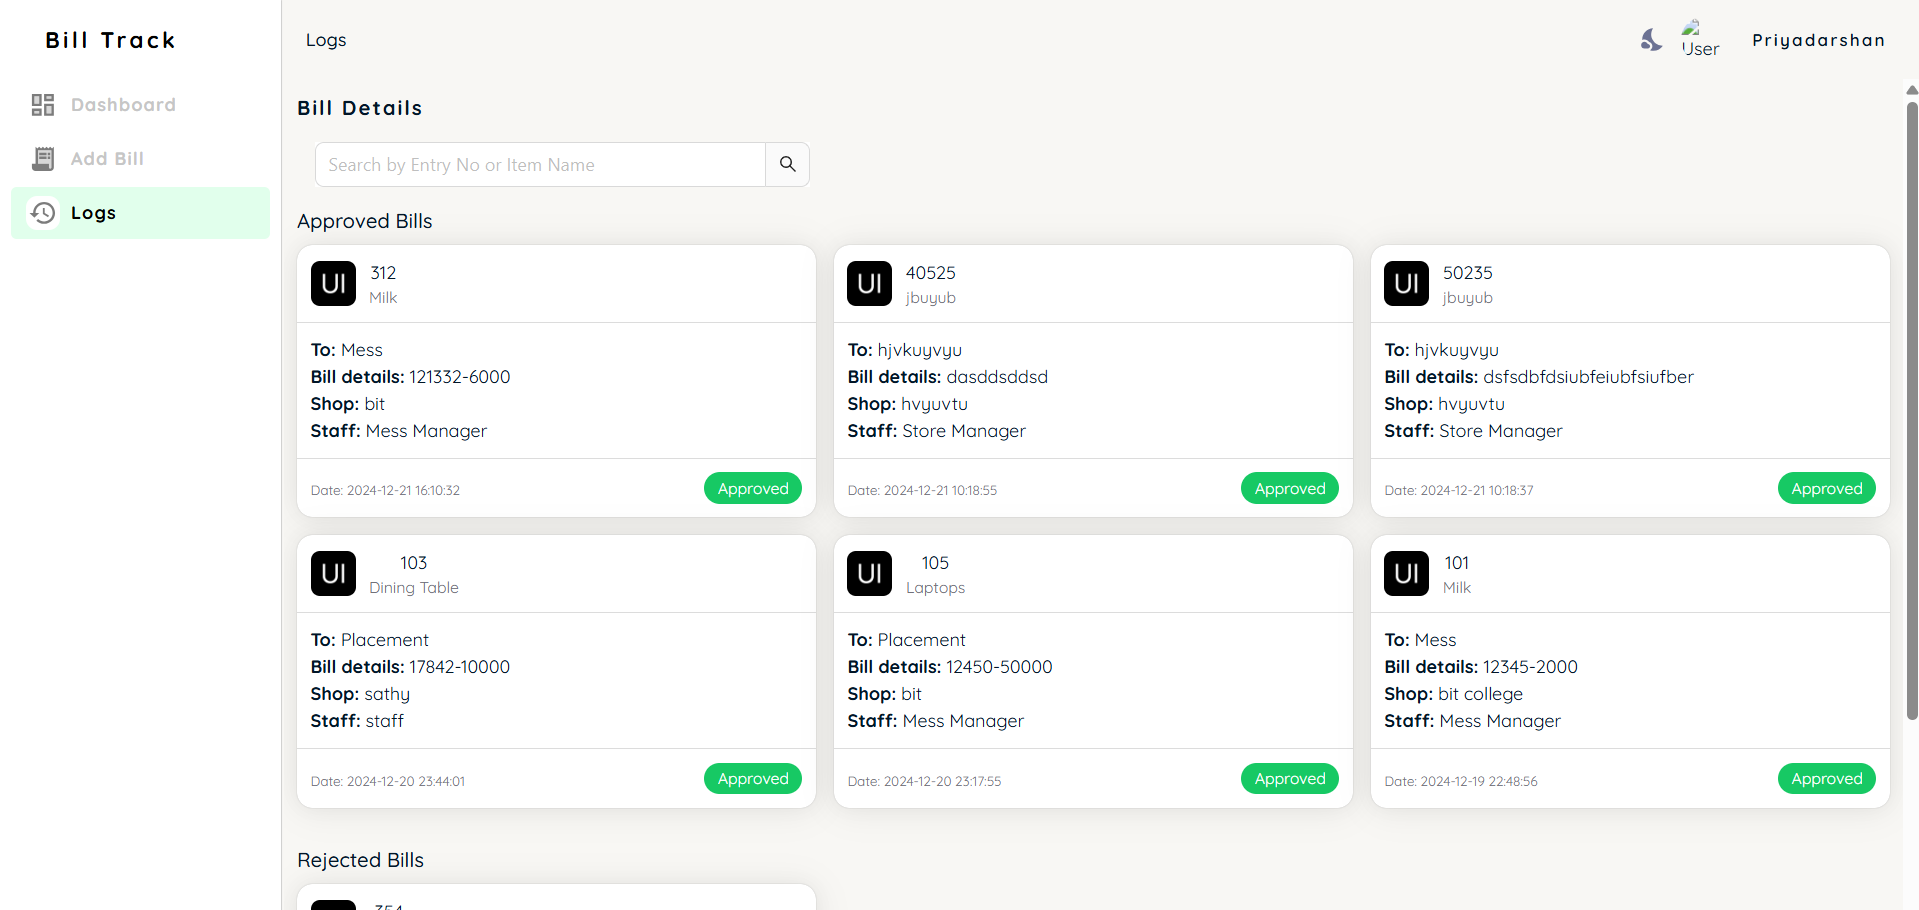 Bill Track
Dashboard
Add Bill
Logs
Logs
User
Priyadarshan
Bill Details
Search by Entry No or Item Name
Approved Bills
UI
312
Milk
To: Mess
Bill details: 121332-6000
Shop: bit
Staff: Mess Manager
Date: 2024-12-21 16:10:32
Approved
UI
40525
jbuyub
To: hjvkuyvyu
Bill details: dasddsddsd
Shop: hvyuvtu
Staff: Store Manager
Date: 2024-12-21 10:18:55
Approved
UI
50235
jbuyub
To: hjvkuyvyu
Bill details: dsfsdbfdsiubfeiubfsiufber
Shop: hvyuvtu
Staff: Store Manager
Date: 2024-12-21 10:18:37
Approved
UI
103
Dining Table
To: Placement
Bill details: 17842-10000
Shop: sathy
Staff: staff
Date: 2024-12-20 23:44:01
Approved
UI
105
Laptops
To: Placement
Bill details: 12450-50000
Shop: bit
Staff: Mess Manager
Date: 2024-12-20 23:17:55
Approved
UI
101
Milk
To: Mess
Bill details: 12345-2000
Shop: bit college
Staff: Mess Manager
Date: 2024-12-19 22:48:56
Approved
Rejected Bills